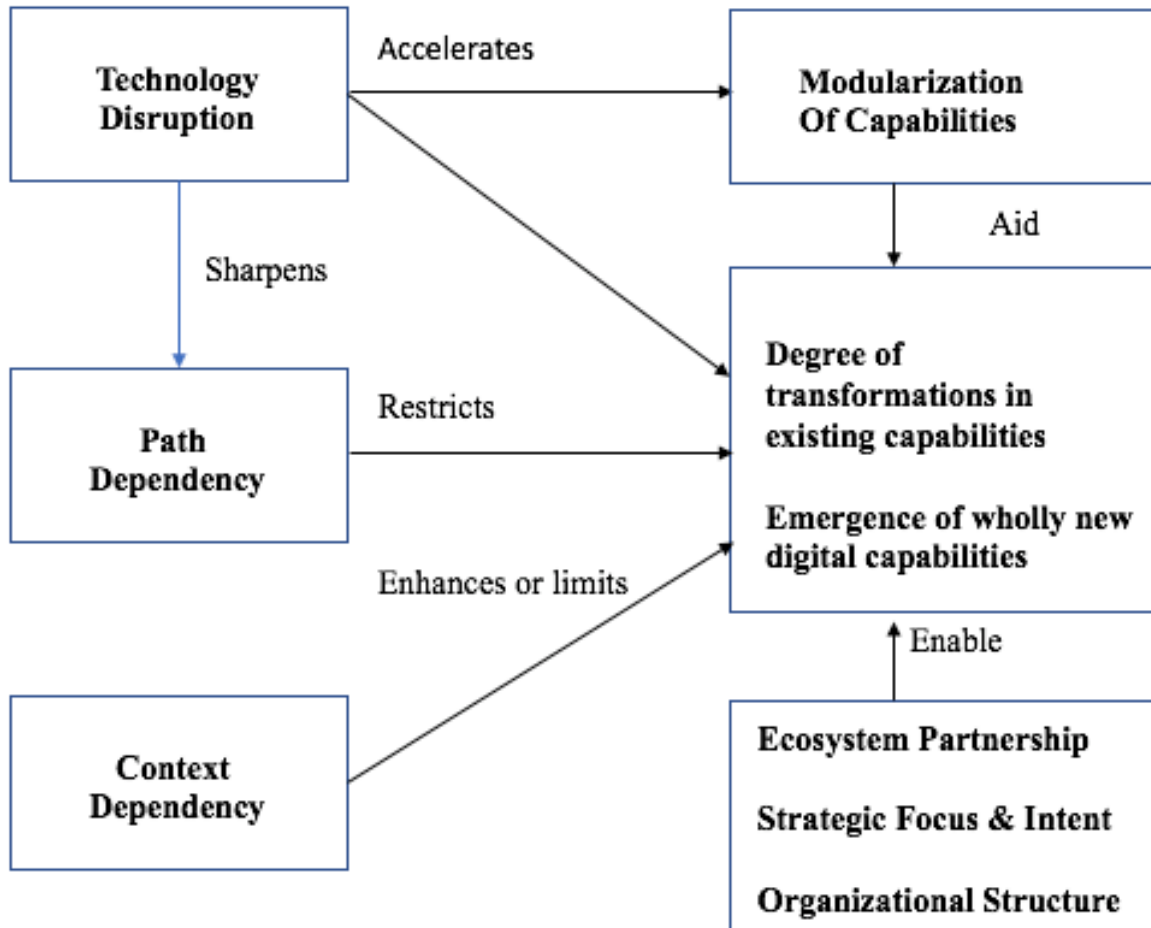 Technology
Disruption
Accelerates
Modularization
Of Capabilities
Aid
Sharpens
Degree of
transformations in
existing capabilities
Emergence of wholly new
digital capabilities
Path
Dependency
Restricts
Enhances or limits
Enable
Context
Dependency
Ecosystem Partnership
Strategic Focus & Intent
Organizational Structure